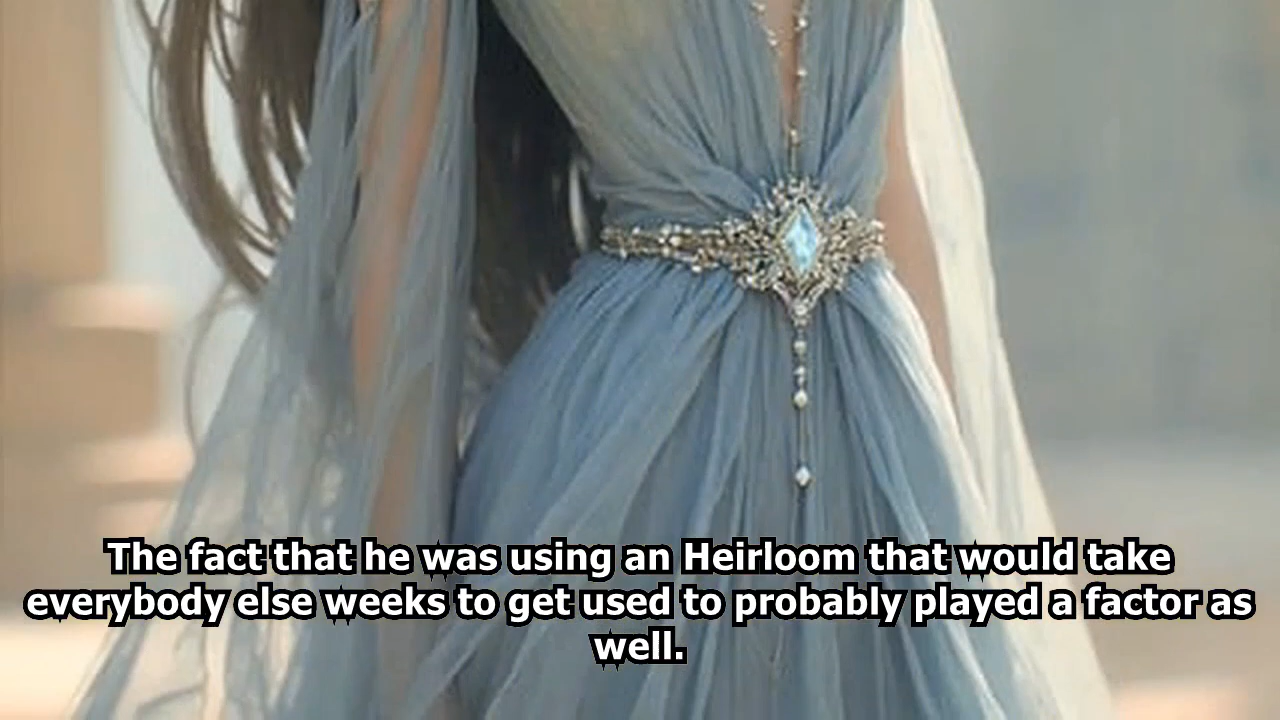 The fact that he was using an Heirloom that would take
everybody else weeks to get used to probably played a factor as
well.